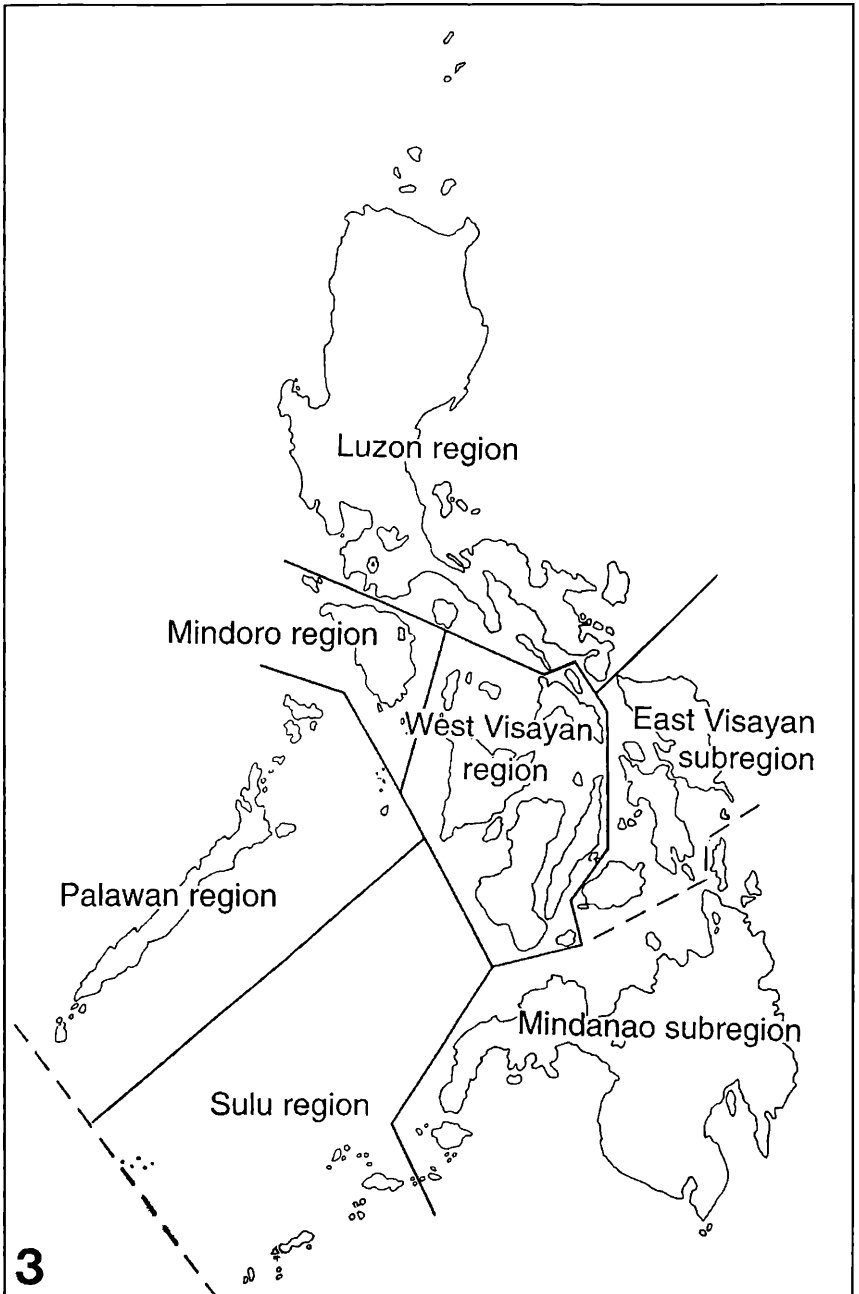 Luzon region
Mindoro region
West Visayan
region
East Visayan
subregion
Palawan region
Mindanao subregion
Sulu region
3